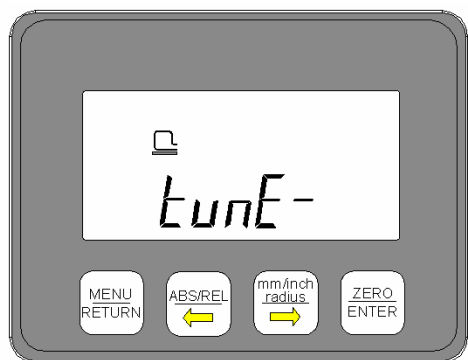 tunE-
MENU
RETURN
ABS/REL
mm/inch
radius
ZERO
ENTER